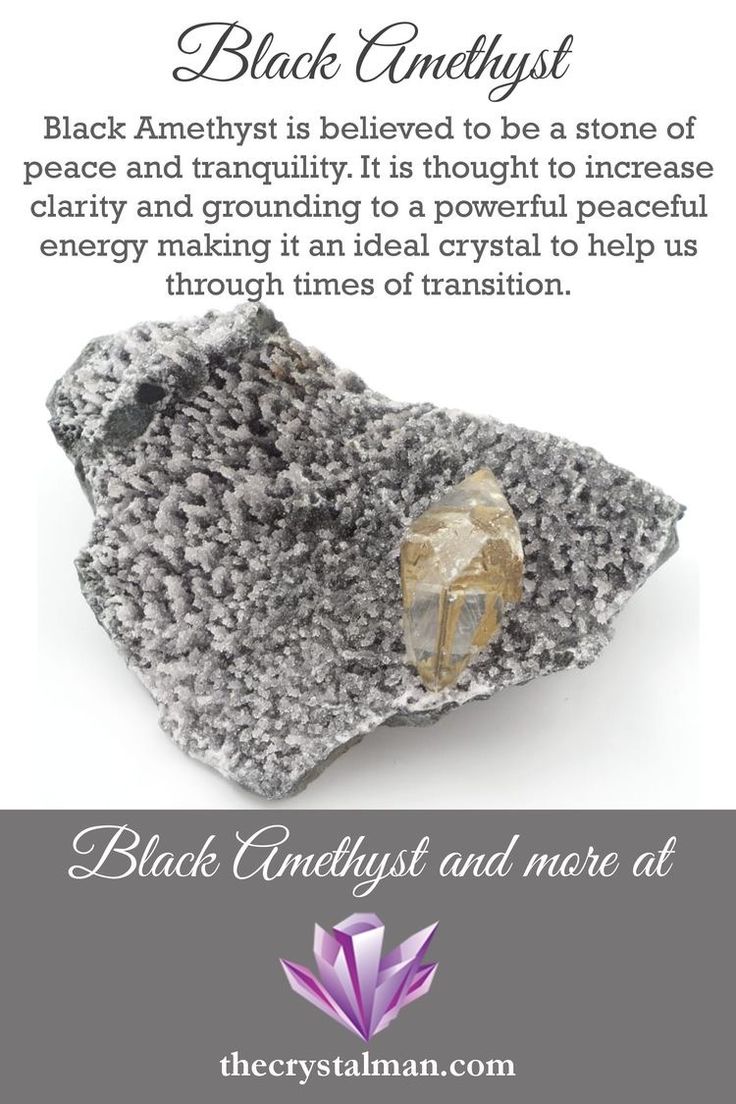 Black Amethyst
Black Amethyst is believed to be a stone of
peace and tranquility. It is thought to increase
clarity and grounding to a powerful peaceful
energy making it an ideal crystal to help us
through times of transition.
Black Amethyst and more at
thecrystalman.com